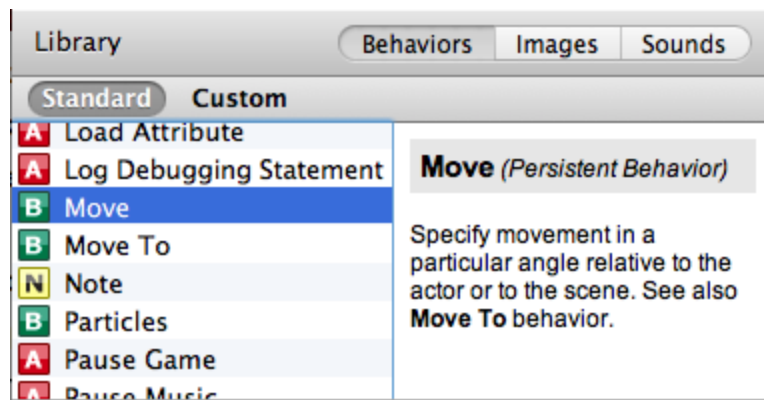 Library Behaviors Images Sounds
Standard Custom
A Load Attribute
A Log Debugging Statement
B Move
B Move To
N Note
B Particles
A Pause Game
A Pause Music
Move (Persistent Behavior)
Specify movement in a
particular angle relative to the
actor or to the scene. See also
Move To behavior.